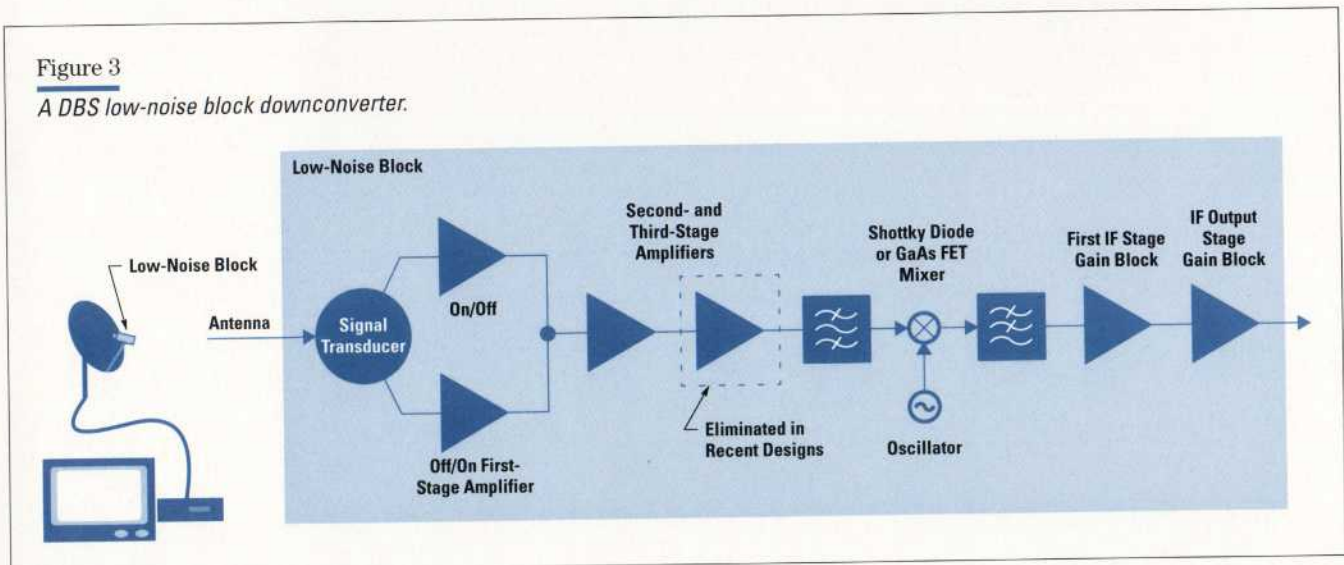 Figure 3
A DBS low-noise block downconverter.
Low-Noise Block
Low-Noise Block
Antenna
Signal
Transducer
On/Off
Off/On First-
Stage Amplifier
Second- and
Third-Stage
Amplifiers
Eliminated in
Recent Designs
Shottky Diode
or GaAs FET
Mixer
Oscillator
First IF Stage
Gain Block
IF Output
Stage
Gain Block